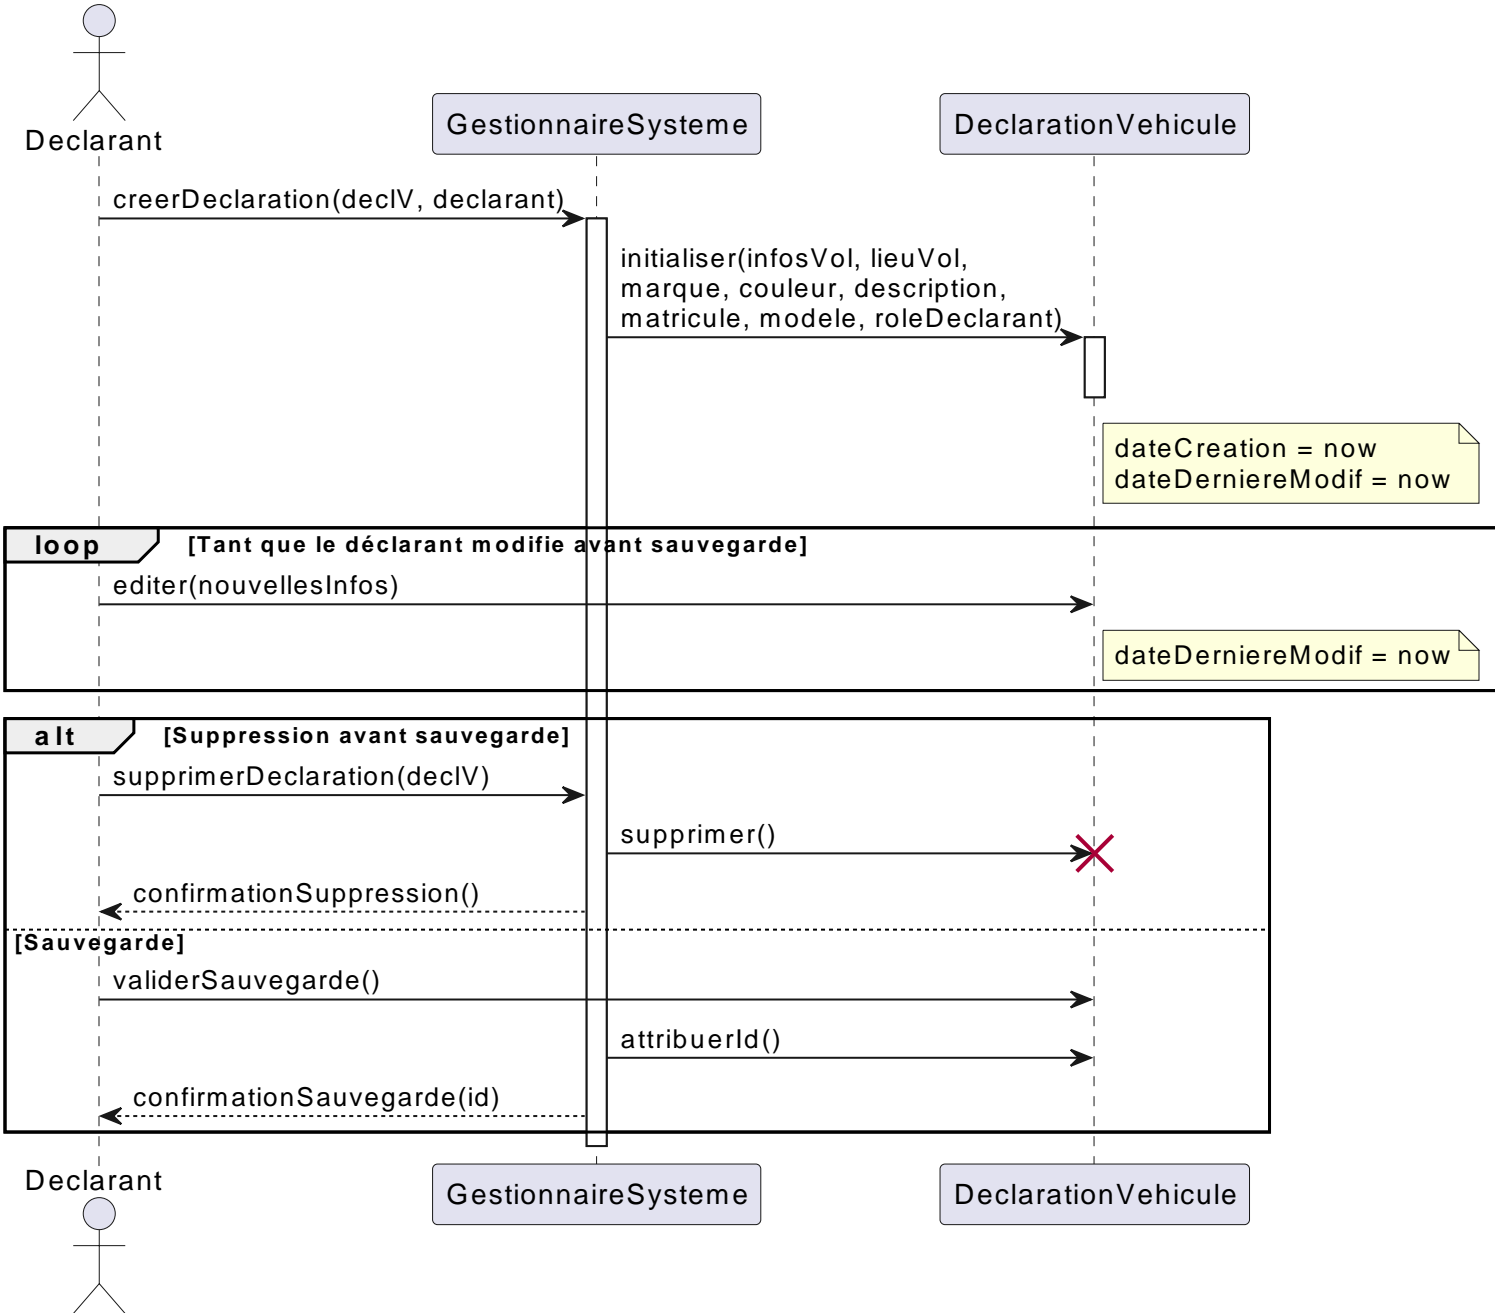 Declarant
GestionnaireSysteme
DeclarationVehicule
creerDeclaration(declV, declarant)
initialiser(infosVol, lieuVol,
marque, couleur, description,
matricule, modele, roleDeclarant)
dateCreation = now
dateDerniereModif = now
loop
[Tant que le déclarant modifie avant sauvegarde]
editer(nouvellesInfos)
dateDerniereModif = now
alt
[Suppression avant sauvegarde]
supprimerDeclaration(declV)
supprimer()
confirmationSuppression()
[Sauvegarde]
validerSauvegarde()
attribuerId()
confirmationSauvegarde(id)
Declarant
GestionnaireSysteme
DeclarationVehicule